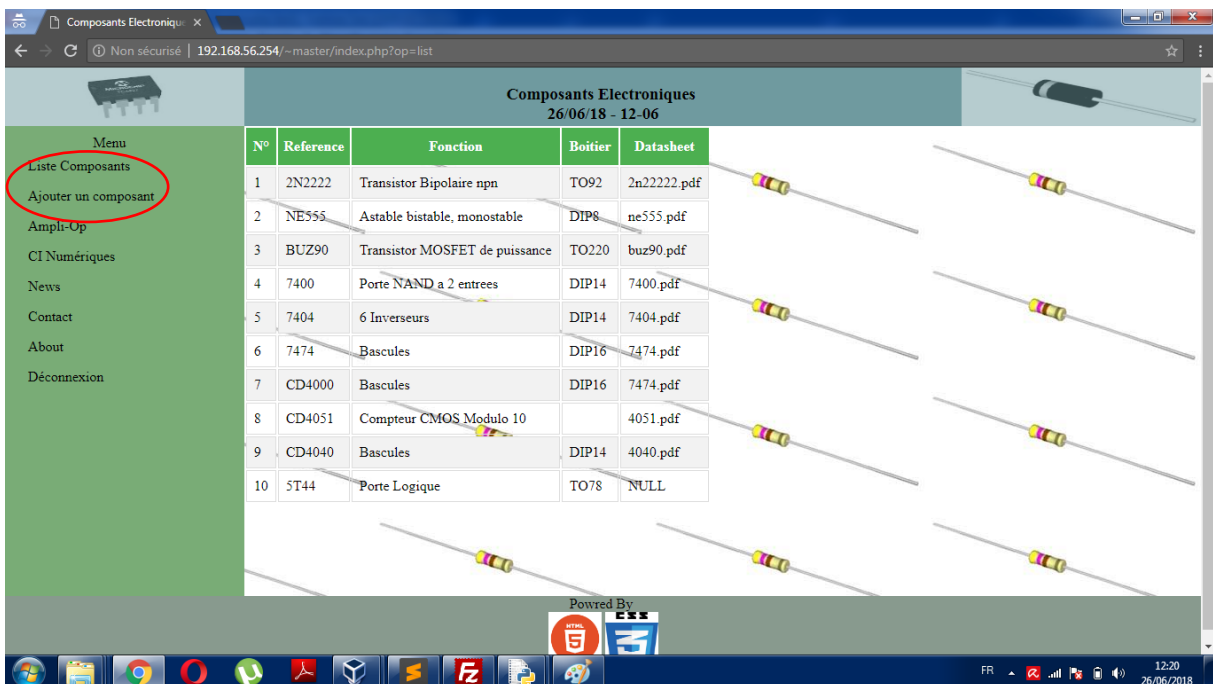 Composants Electronique
Non sécurisé | 192.168.56.254/~master/index.php?op=list
Composants Electroniques
26/06/18 - 12-06
Menu
Liste Composants
Ajouter un composant
Ampli-Op
CI Numériques
News
Contact
About
Déconnexion
N° Reference Fonction Boitier Datasheet
1 2N2222 Transistor Bipolaire npn TO92 2n22222.pdf
2 NE555 Astable bistable, monostable DIP8 ne555.pdf
3 BUZ90 Transistor MOSFET de puissance TO220 buz90.pdf
4 7400 Porte NAND a 2 entrees DIP14 7400.pdf
5 7404 6 Inverseurs DIP14 7404.pdf
6 7474 Bascules DIP16 7474.pdf
7 CD4000 Bascules DIP16 7474.pdf
8 CD4051 Compteur CMOS Modulo 10 4051.pdf
9 CD4040 Bascules DIP14 4040.pdf
10 5T44 Porte Logique TO78 NULL
Powred By
HTML
5
CSS
3
FR
12:20
26/06/2018